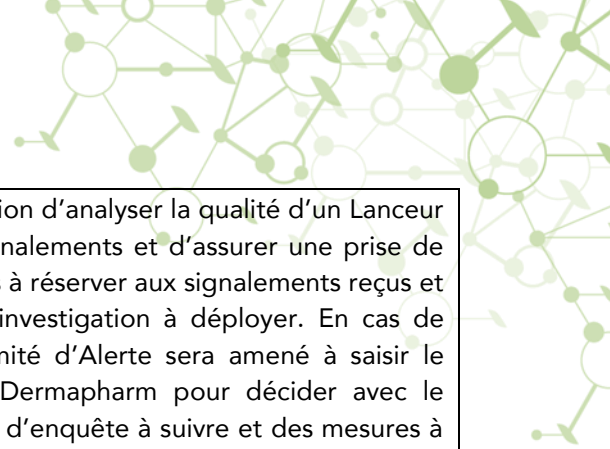 ion d'analyser la qualité d'un Lanceur
nalements et d'assurer une prise de
s à réserver aux signalements reçus et
investigation à déployer. En cas de
mité d'Alerte sera amené à saisir le
Dermapharm pour décider avec le
d'enquête à suivre et des mesures à